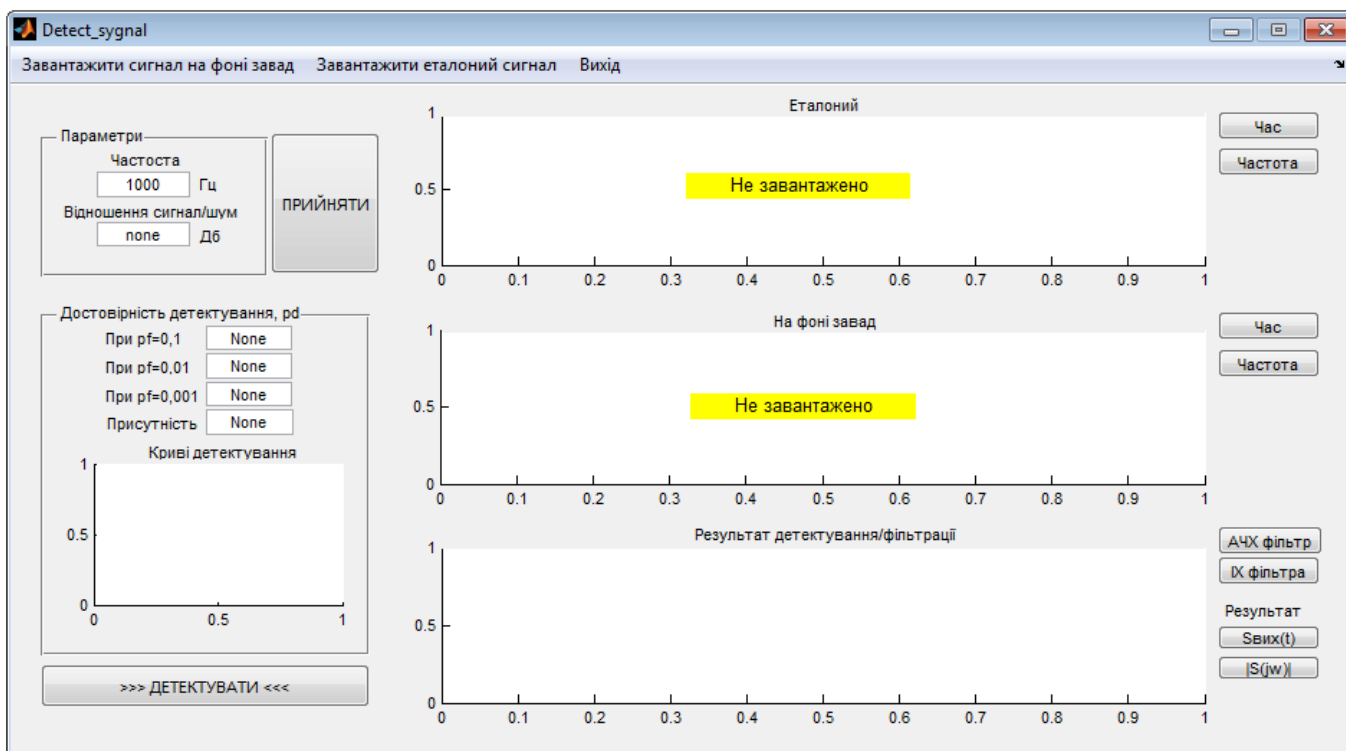 Detect_sygnal
Завантажити сигнал на фоні завад Завантажити еталоний сигнал Вихід
Параметри
Частоста
1000 Гц
Відношення сигнал/шум
none Дб
ПРИЙНЯТИ
Достовірність детектування, pd
При pf=0,1 None
При pf=0,01 None
При pf=0,001 None
Присутність None
Криві детектування
1
0.5
0
0 0.5 1
>>> ДЕТЕКТУВАТИ <<<
Еталоний
1
0.5
0
Не завантажено
0 0.1 0.2 0.3 0.4 0.5 0.6 0.7 0.8 0.9 1
Час
Частота
На фоні завад
1
0.5
0
Не завантажено
0 0.1 0.2 0.3 0.4 0.5 0.6 0.7 0.8 0.9 1
Час
Частота
Результат детектування/фільтрації
1
0.5
0
0 0.1 0.2 0.3 0.4 0.5 0.6 0.7 0.8 0.9 1
АЧХ фільтр
ІХ фільтра
Результат
Sвих(t)
|S(jw)|